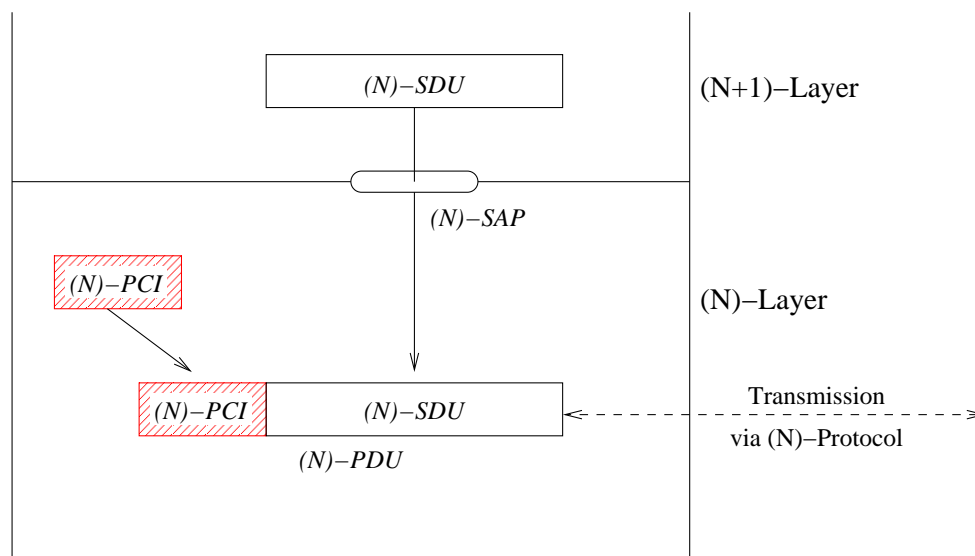 (N)–SDU
(N+1)–Layer
(N)–SAP
(N)–PCI
(N)–Layer
(N)–PCI
(N)–SDU
Transmission
via (N)–Protocol
(N)–PDU